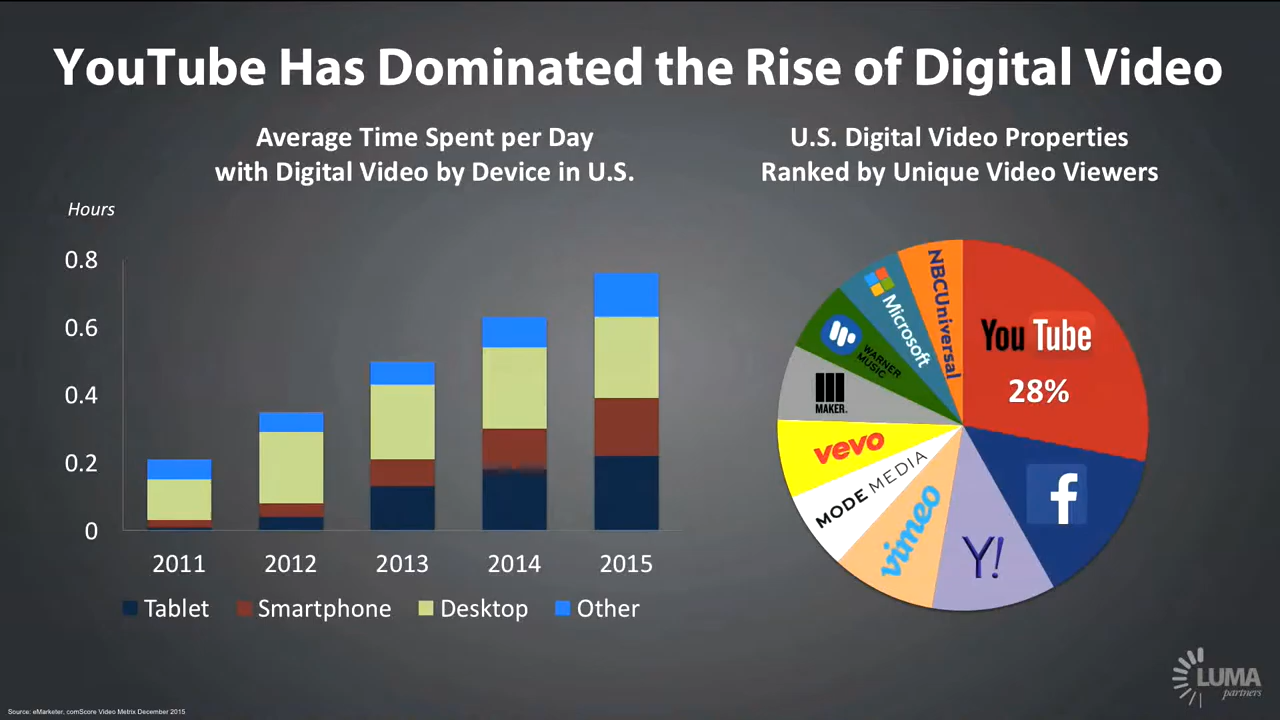 YouTube Has Dominated the Rise of Digital Video
Average Time Spent per Day
with Digital Video by Device in U.S.
Hours
0.8
0.6
0.4
0.2
0
2011 2012 2013 2014 2015
Tablet Smartphone Desktop Other
U.S. Digital Video Properties
Ranked by Unique Video Viewers
YouTube
28%
f
Y!
vimeo
MODE MEDIA
vevo
MAKER.
WARNER
MUSIC
Microsoft
NBCUniversal
LUMA
partners
Source: eMarketer, comScore Video Metrix December 2015